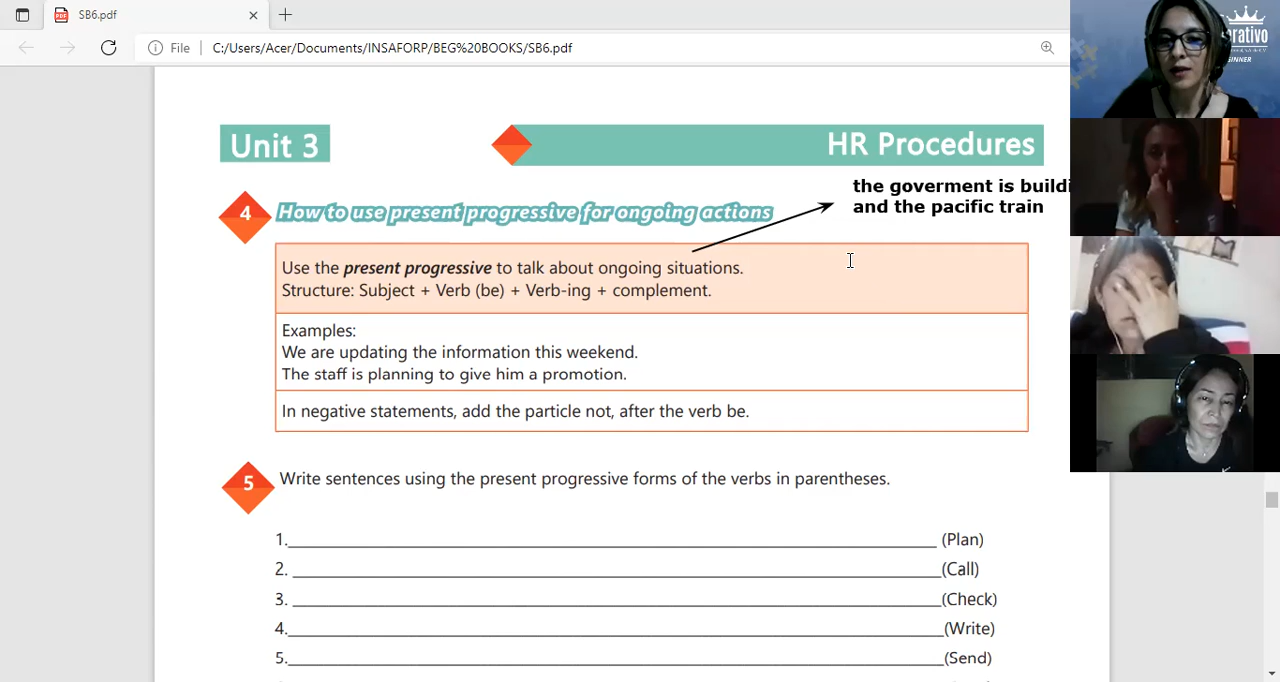 SB6.pdf
File
C:/Users/Acer/Documents/INSAFORP/BEG%20BOOKS/SB6.pdf
Unit 3
HR Procedures
the goverment is buildi
and the pacific train
4
How to use present progressive for ongoing actions
Use the present progressive to talk about ongoing situations.
Structure: Subject + Verb (be) + Verb-ing + complement.
Examples:
We are updating the information this weekend.
The staff is planning to give him a promotion.
In negative statements, add the particle not, after the verb be.
5
Write sentences using the present progressive forms of the verbs in parentheses.
1.______________________ (Plan)
2. ______________________(Call)
3. ______________________(Check)
4.______________________(Write)
5.______________________(Send)